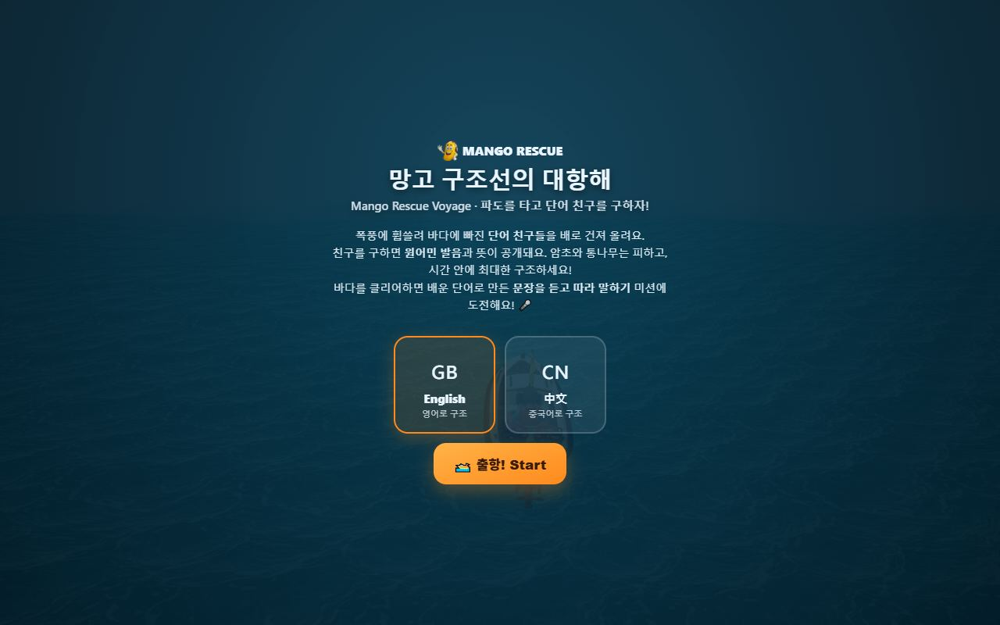 MANGO RESCUE
망고 구조선의 대항해
Mango Rescue Voyage · 파도를 타고 단어 친구를 구하자!
폭풍에 휩쓸려 바다에 빠진 단어 친구들을 배로 건져 올려요.
친구를 구하면 원어민 발음과 뜻이 공개돼요. 암초와 통나무는 피하고,
시간 안에 최대한 구조하세요!
바다를 클리어하면 배운 단어로 만든 문장을 듣고 따라 말하기 미션에
도전해요! 🎤
GB
English
영어로 구조
CN
中文
중국어로 구조
🚤 출항! Start